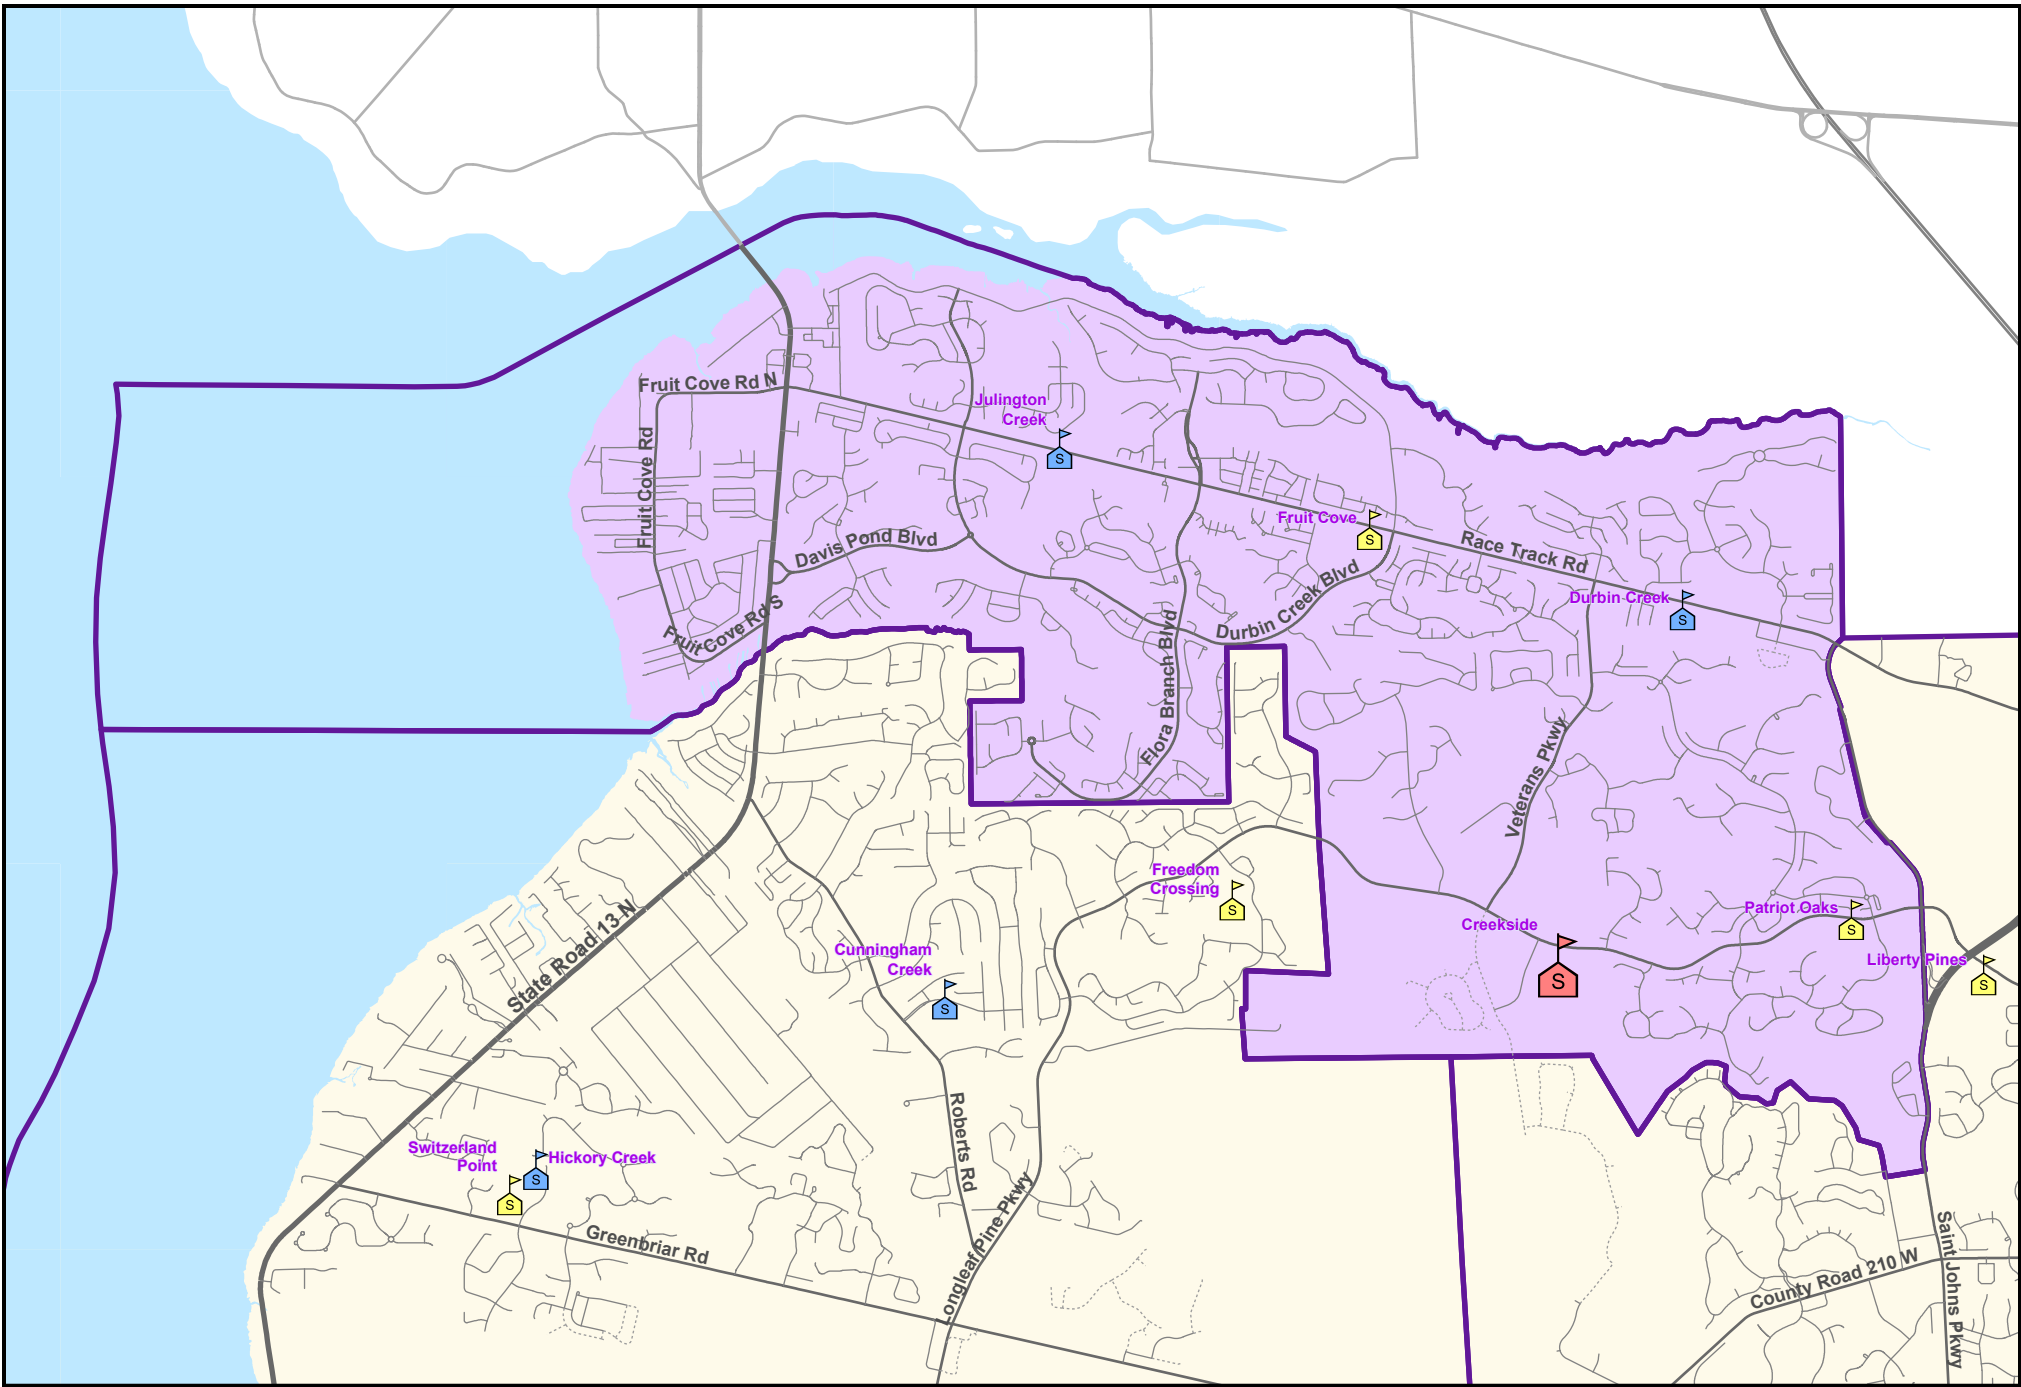 Fruit Cove Rd N
Julington
Creek
S
Fruit Cove Rd
Fruit Cove
S
Davis Pond Blvd
Race Track Rd
Durbin Creek
S
Durbin Creek Blvd
Fruit Cove Rd S
Flora Branch Blvd
Veterans Pkwy
Freedom
Crossing
S
Patriot Oaks
S
Creekside
S
Liberty Pines
S
State Road 13 N
Cunningham
Creek
S
Roberts Rd
Switzerland
Point
S
Hickory Creek
S
Longleaf Pine Pkwy
Greenbriar Rd
County Road 210 W
Saint Johns Pkwy